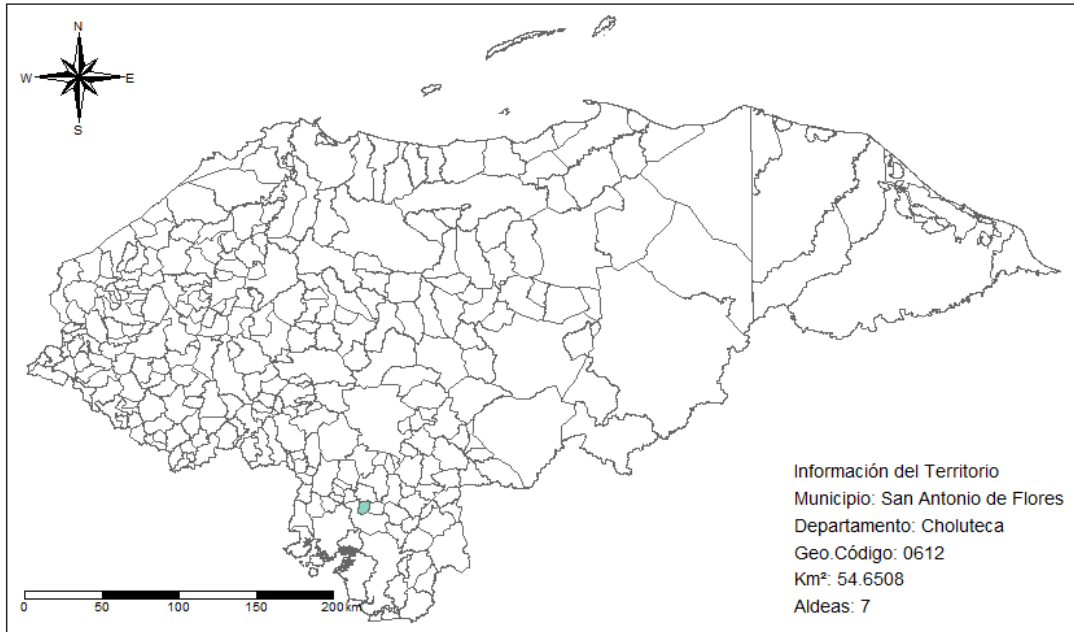 N
W E
S
Información del Territorio
Municipio: San Antonio de Flores
Departamento: Choluteca
Geo.Código: 0612
Km²: 54.6508
Aldeas: 7
0 50 100 150 200 km